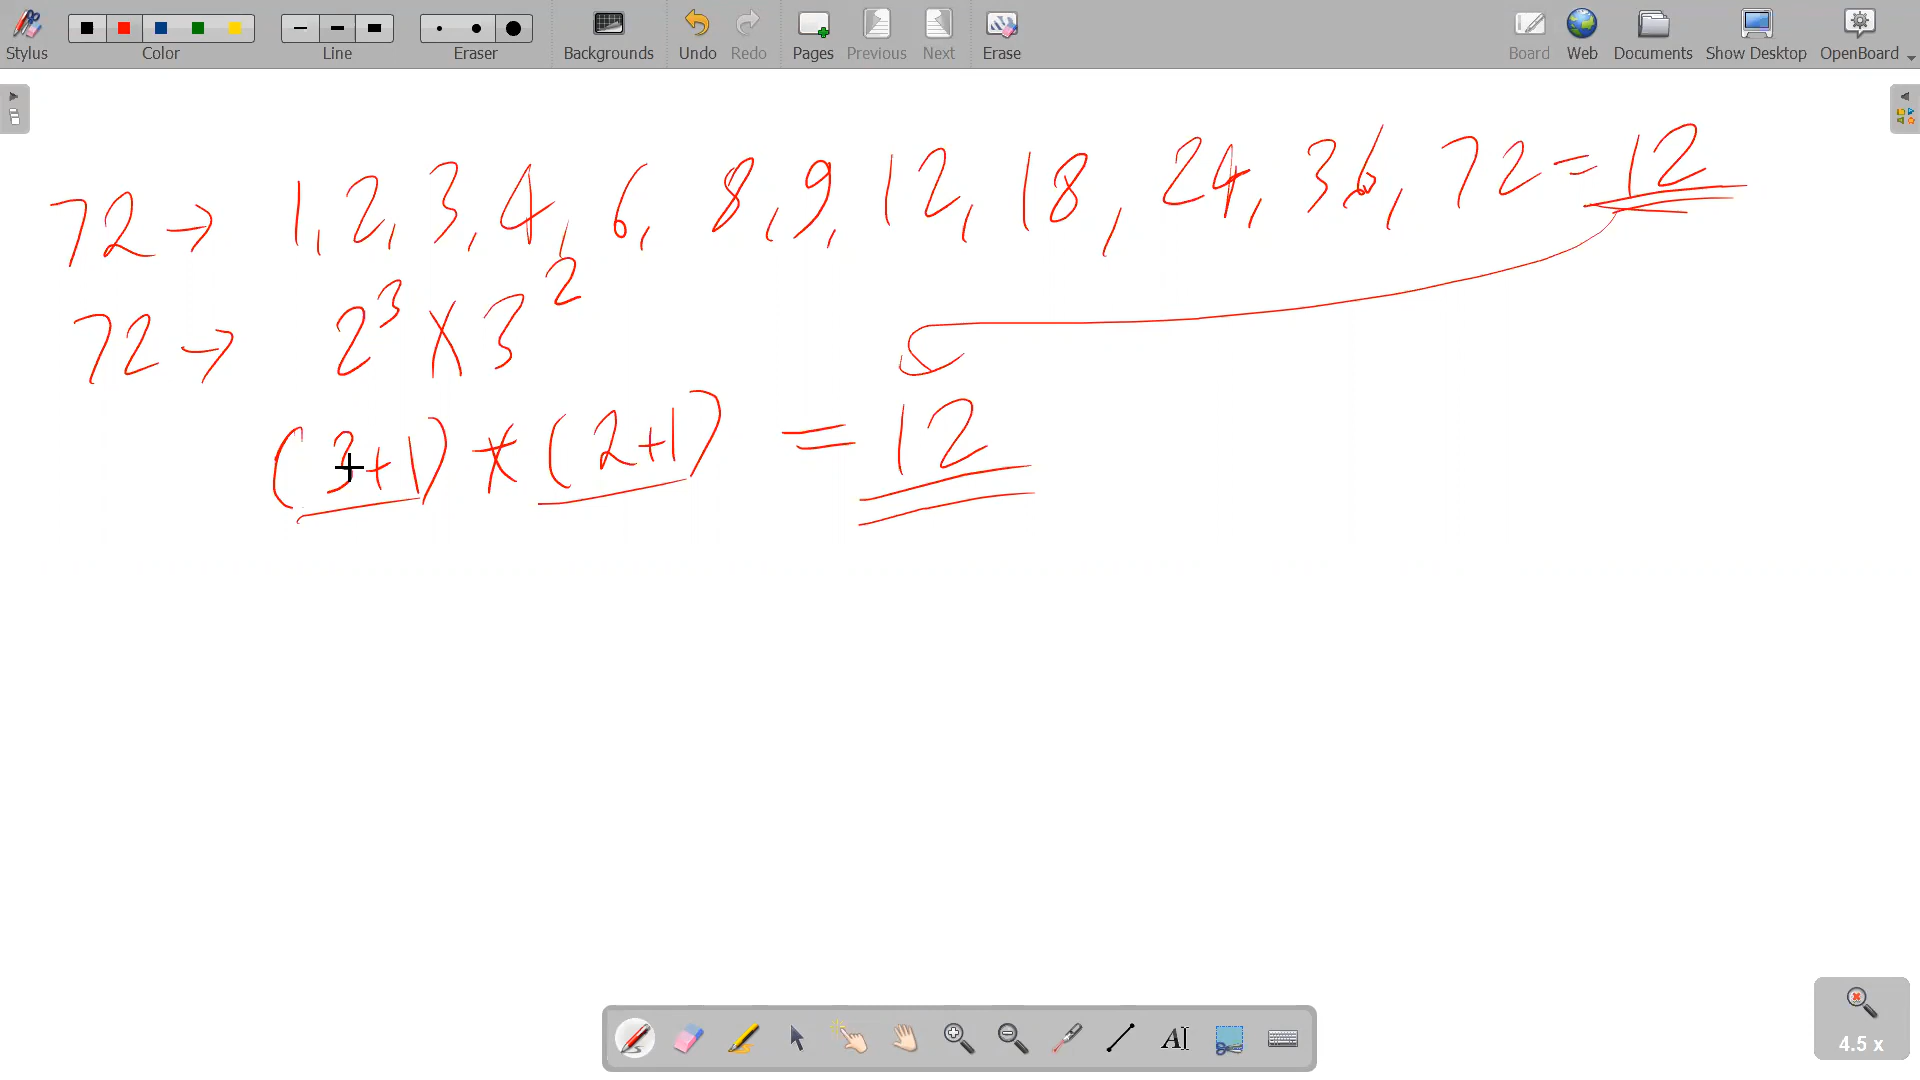 Stylus Color Line Eraser Backgrounds Undo Redo Pages Previous Next Erase Board Web Documents Show Desktop OpenBoard
72 → 1, 2, 3, 4, 6, 8, 9, 12, 18, 24, 36, 72 = 12
72 → 2³ X 3²
(3+1) * (2+1) = 12
4.5 x